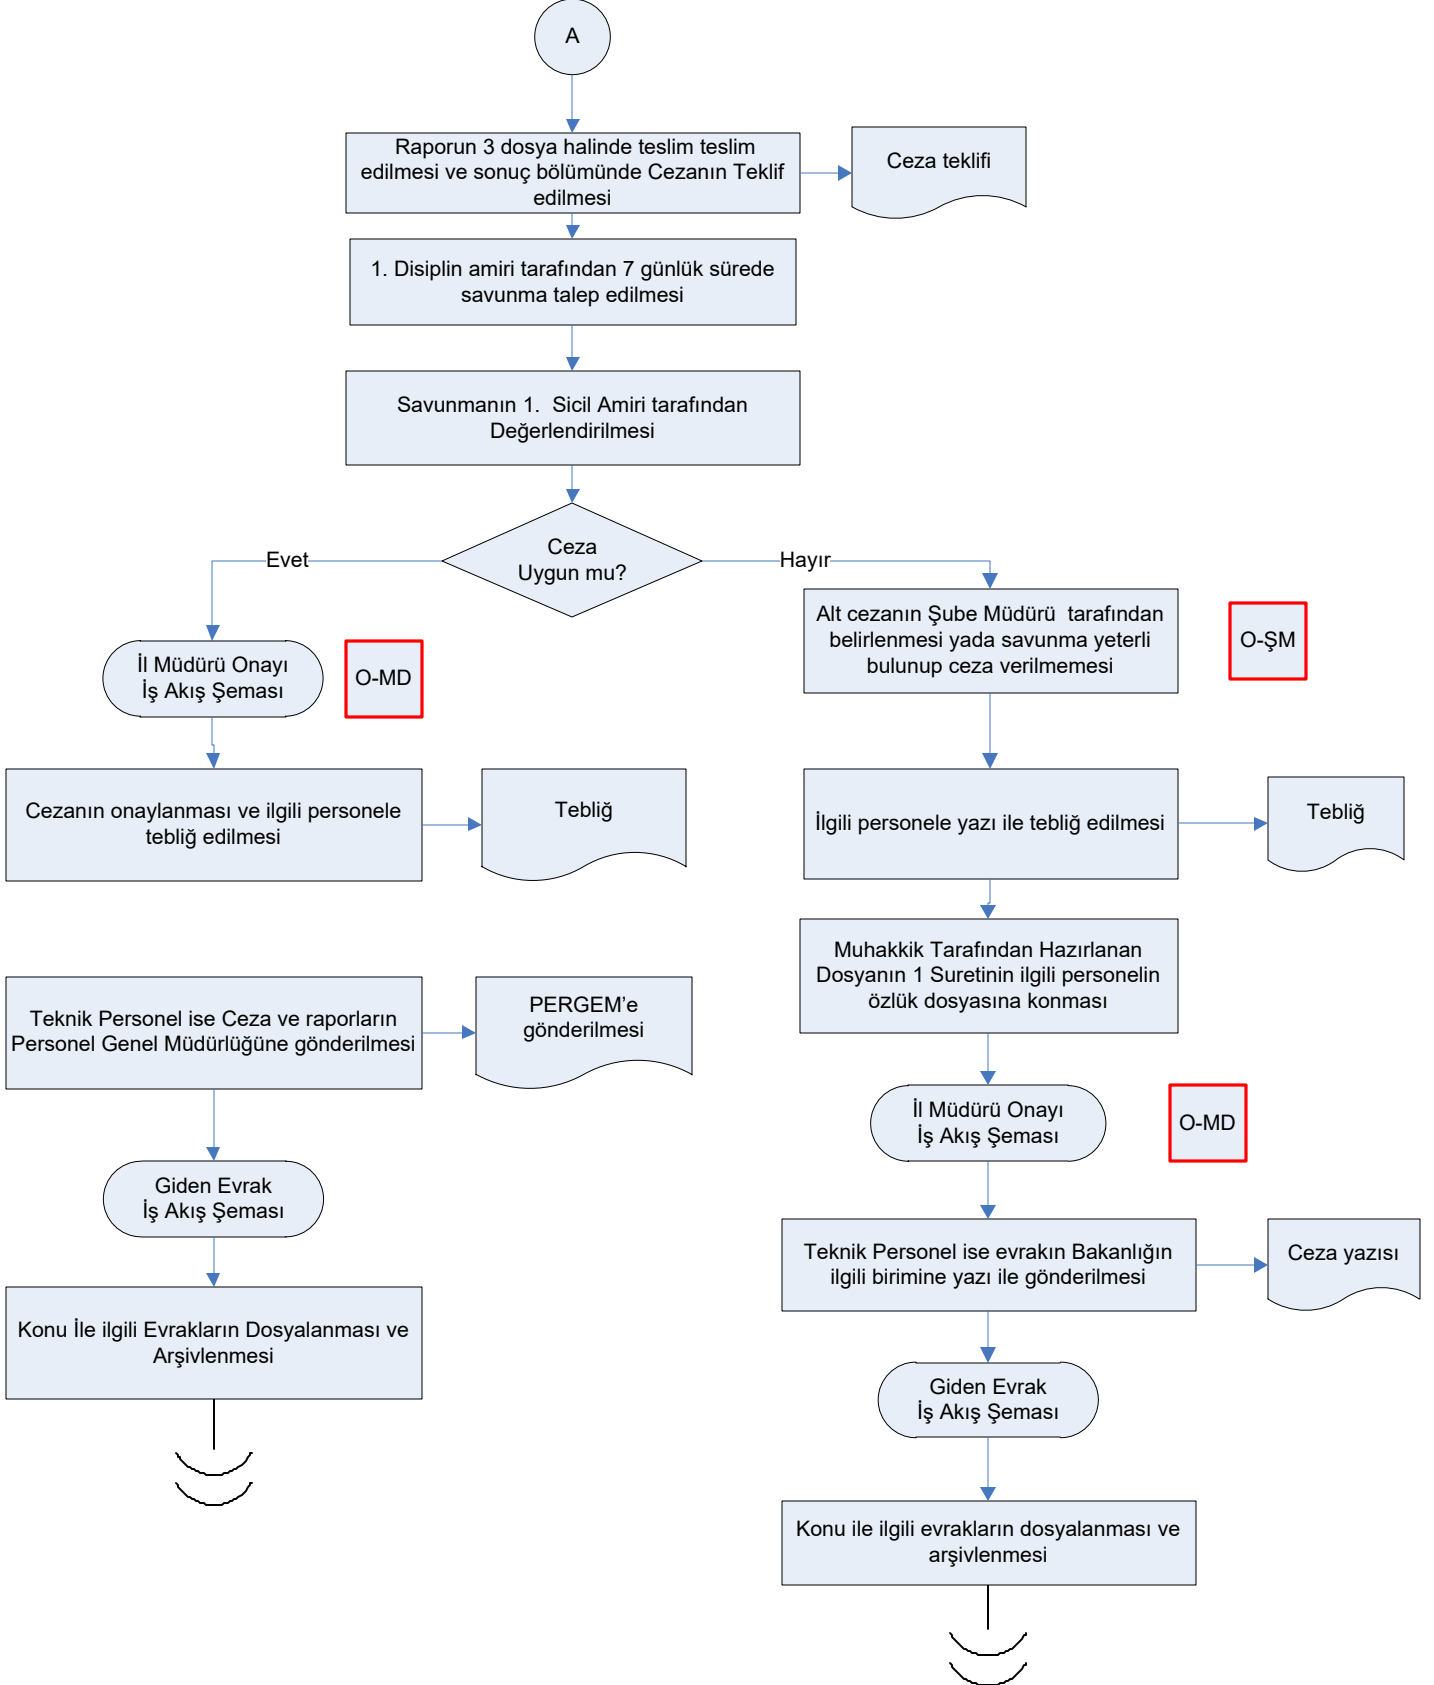 A
Raporun 3 dosya halinde teslim teslim
edilmesi ve sonuç bölümünde Cezanın Teklif
edilmesi
Ceza teklifi
1. Disiplin amiri tarafından 7 günlük sürede
savunma talep edilmesi
Savunmanın 1.  Sicil Amiri tarafından
Değerlendirilmesi
Ceza
Uygun mu?
Evet
Hayır
İl Müdürü Onayı
İş Akış Şeması
O-MD
Cezanın onaylanması ve ilgili personele
tebliğ edilmesi
Tebliğ
Teknik Personel ise Ceza ve raporların
Personel Genel Müdürlüğüne gönderilmesi
PERGEM’e
gönderilmesi
Giden Evrak
İş Akış Şeması
Konu İle ilgili Evrakların Dosyalanması ve
Arşivlenmesi
Alt cezanın Şube Müdürü  tarafından
belirlenmesi yada savunma yeterli
bulunup ceza verilmemesi
O-ŞM
İlgili personele yazı ile tebliğ edilmesi
Tebliğ
Muhakkik Tarafından Hazırlanan
Dosyanın 1 Suretinin ilgili personelin
özlük dosyasına konması
İl Müdürü Onayı
İş Akış Şeması
O-MD
Teknik Personel ise evrakın Bakanlığın
ilgili birimine yazı ile gönderilmesi
Ceza yazısı
Giden Evrak
İş Akış Şeması
Konu ile ilgili evrakların dosyalanması ve
arşivlenmesi